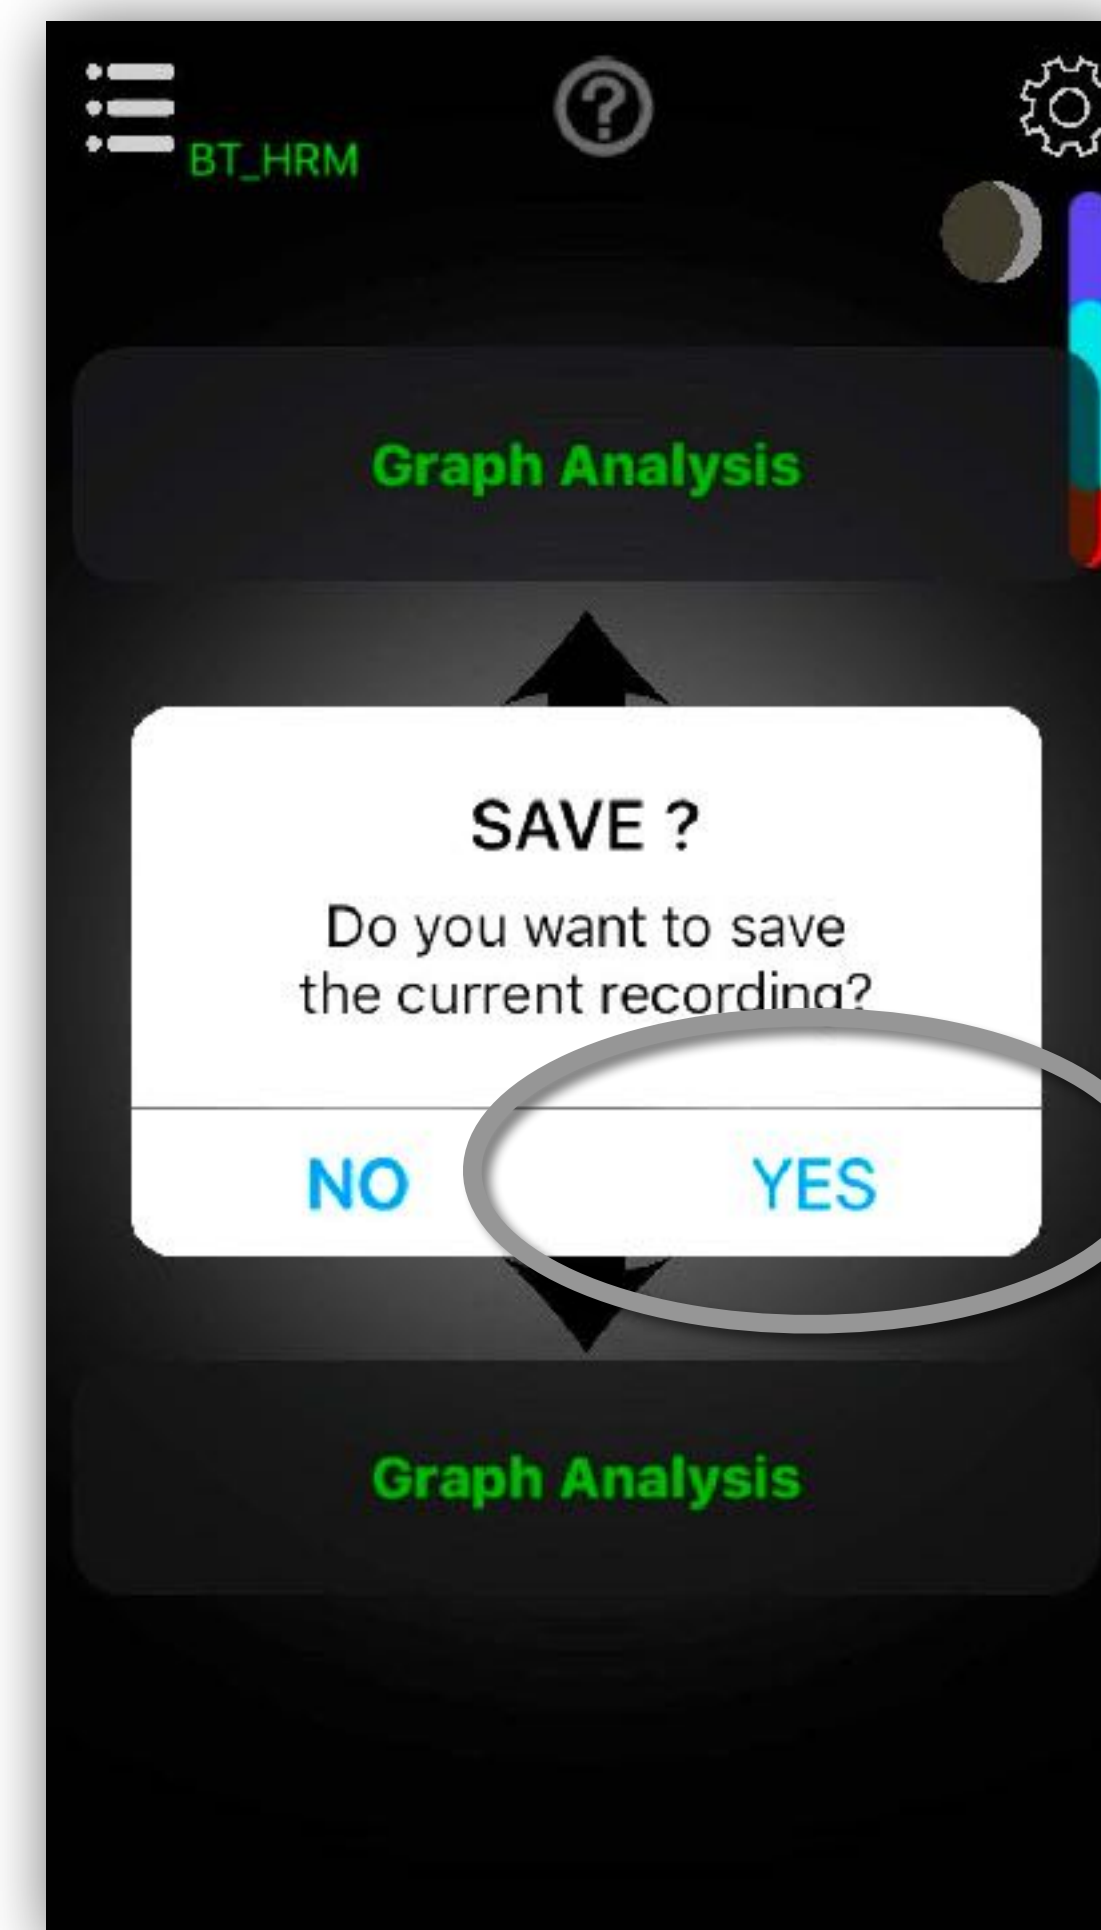 BT_HRM
Graph Analysis
SAVE ?
Do you want to save
the current recording?
NO
YES
Graph Analysis